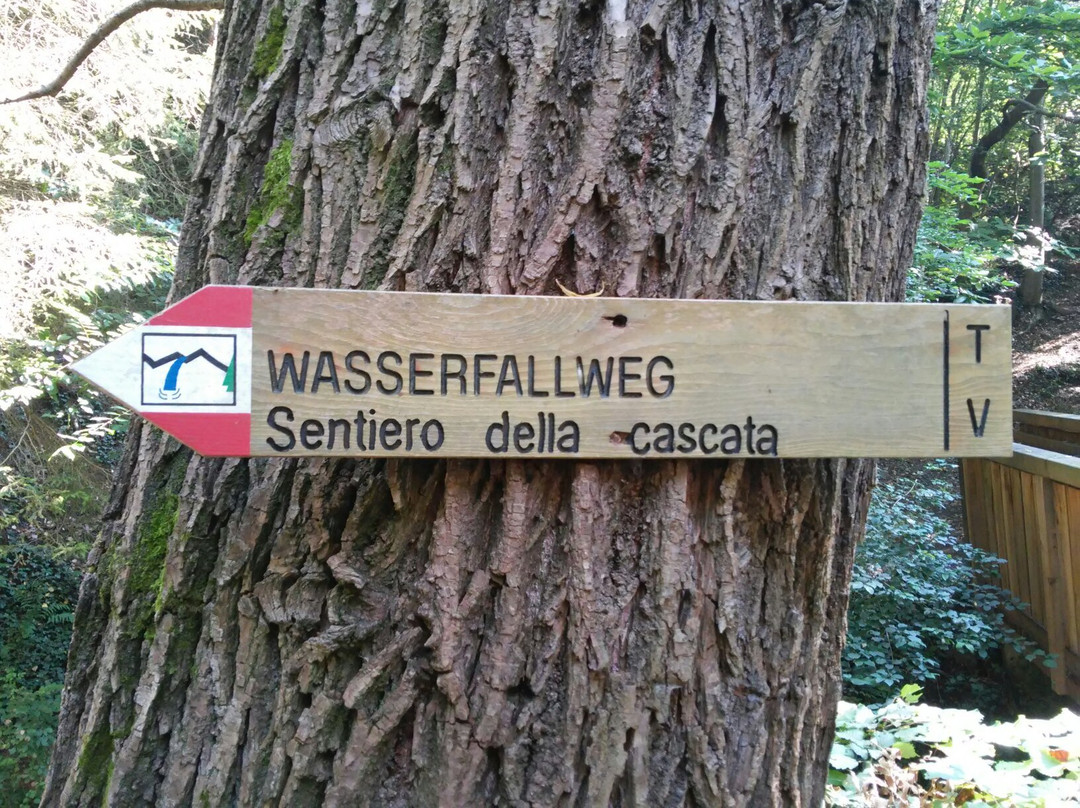 WASSERFALLWEG
Sentiero della cascata
T
V